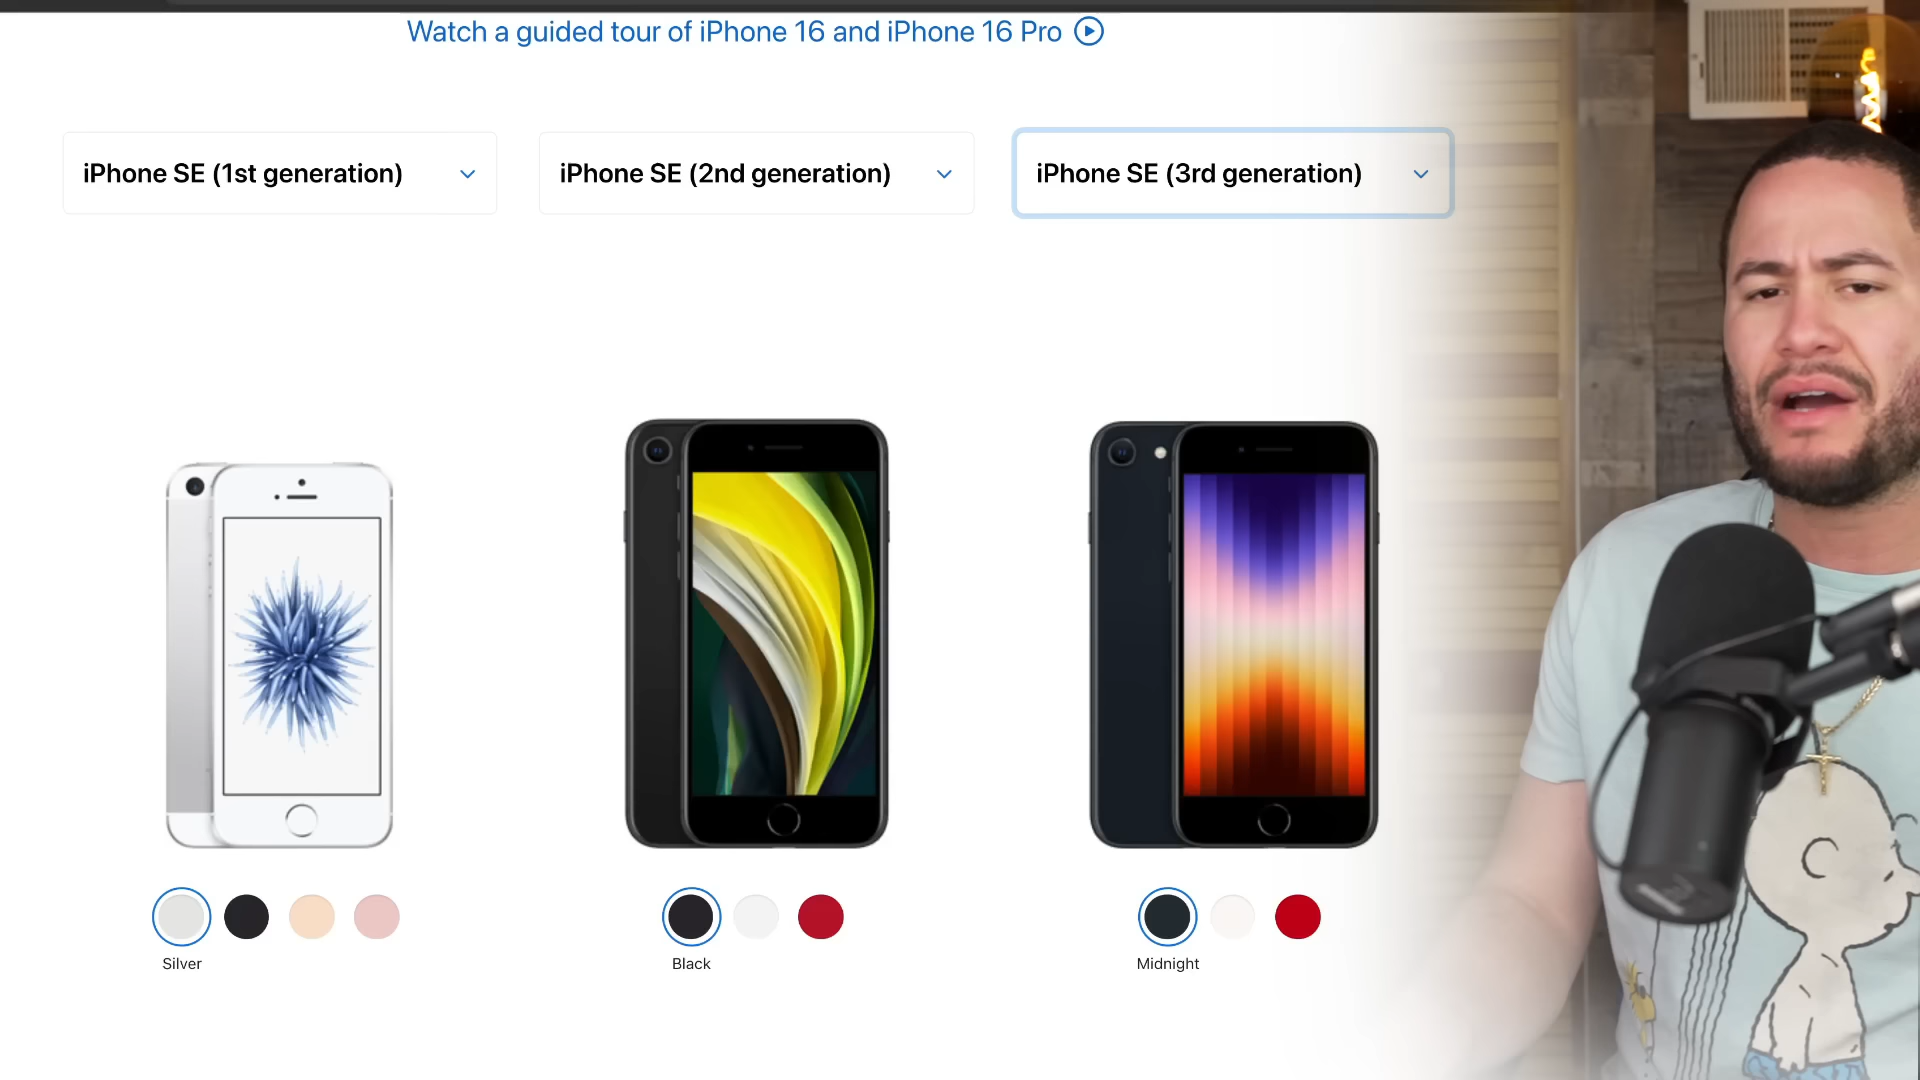 Watch a guided tour of iPhone 16 and iPhone 16 Pro
iPhone SE (1st generation)
iPhone SE (2nd generation)
iPhone SE (3rd generation)
Silver
Black
Midnight